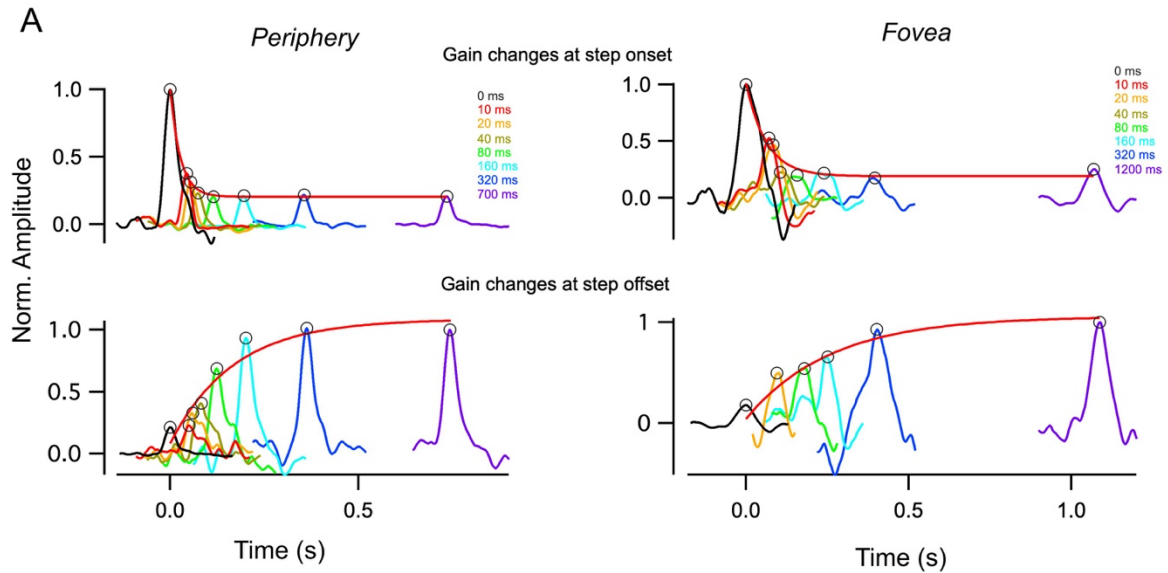 A
Periphery
Fovea
Gain changes at step onset
Norm. Amplitude
1.0
0.5
0.0
0 ms
10 ms
20 ms
40 ms
80 ms
160 ms
320 ms
700 ms
1.0
0.5
0.0
0 ms
10 ms
20 ms
40 ms
80 ms
160 ms
320 ms
1200 ms
Gain changes at step offset
1.0
0.5
0.0
0.0
0.5
Time (s)
1
0
0.0
0.5
1.0
Time (s)